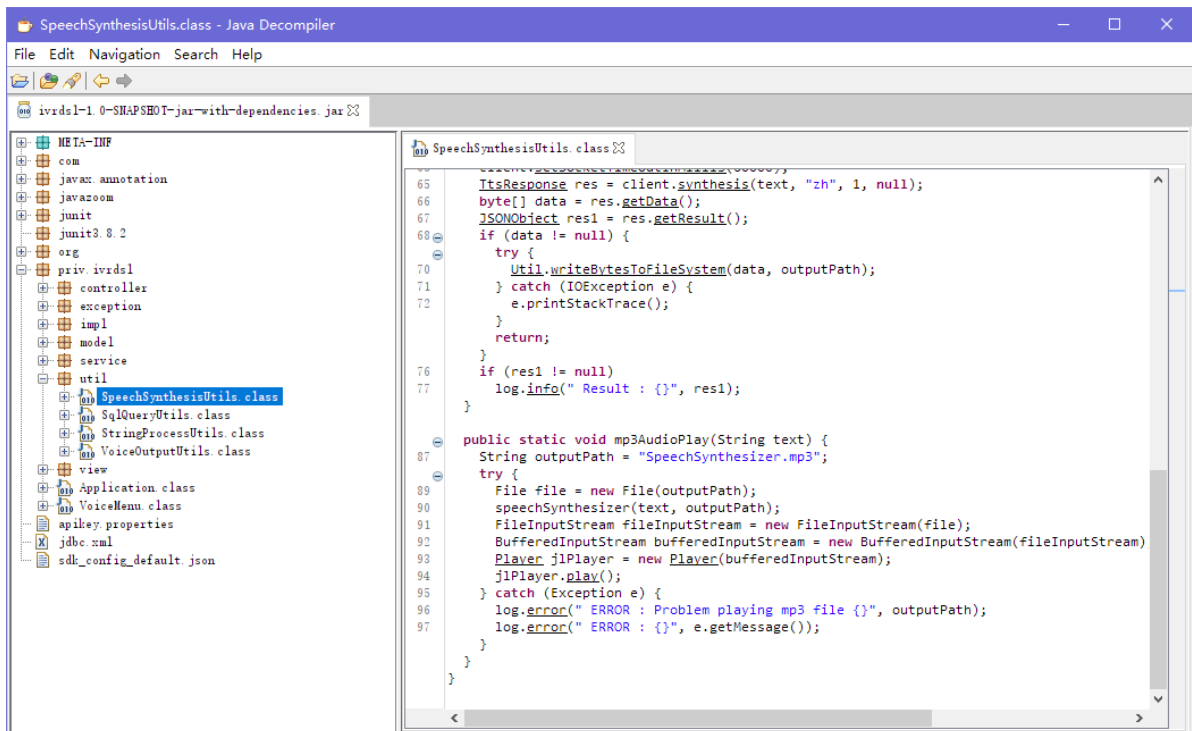 SpeechSynthesisUtils.class - Java Decompiler
File Edit Navigation Search Help
ivrdsl-1.0-SNAPSHOT-jar-with-dependencies.jar
META-INF
com
javax.annotation
javazoom
junit
junit3.8.2
org
priv.ivrdsl
controller
exception
impl
model
service
util
SpeechSynthesisUtils.class
SqlQueryUtils.class
StringProcessUtils.class
VoiceOutputUtils.class
view
Application.class
VoiceMenu.class
apikey.properties
jdbc.xml
sdk_config_default.json
SpeechSynthesisUtils.class
65 TtsResponse res = client.synthesis(text, "zh", 1, null);
66 byte[] data = res.getData();
67 JSONObject res1 = res.getResult();
68 if (data != null) {
try {
70 Util.writeBytesToFileSystem(data, outputPath);
71 } catch (IOException e) {
72 e.printStackTrace();
}
return;
}
76 if (res1 != null)
77 log.info(" Result : {}", res1);
}
public static void mp3AudioPlay(String text) {
87 String outputPath = "SpeechSynthesizer.mp3";
try {
89 File file = new File(outputPath);
90 speechSynthesizer(text, outputPath);
91 FileInputStream fileInputStream = new FileInputStream(file);
92 BufferedInputStream bufferedInputStream = new BufferedInputStream(fileInputStream)
93 Player jlPlayer = new Player(bufferedInputStream);
94 jlPlayer.play();
95 } catch (Exception e) {
96 log.error(" ERROR : Problem playing mp3 file {}", outputPath);
97 log.error(" ERROR : {}", e.getMessage());
}
}
}